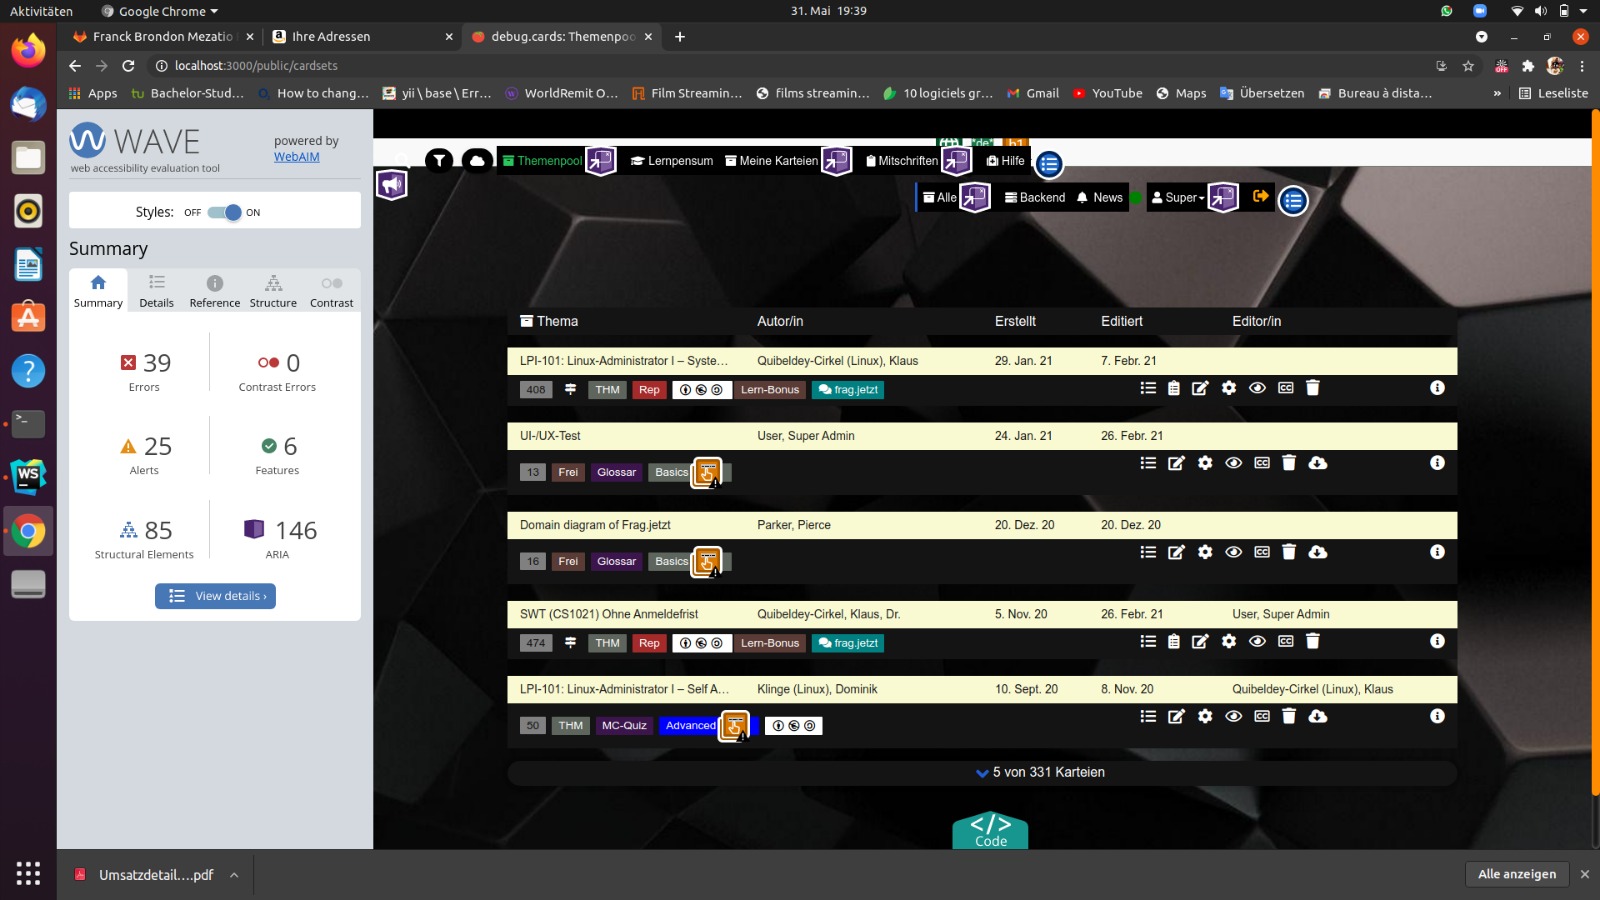 Aktivitäten
Google Chrome
31. Mai 19:39
Franck Brondon Mezatio
Ihre Adressen
debug.cards: Themenpoo
localhost:3000/public/cardsets
Apps
Bachelor-Stud…
How to chang…
yii \ base \ Err…
WorldRemit O…
Film Streamin…
films streamin…
10 logiciels gr…
Gmail
YouTube
Maps
Übersetzen
Bureau à dista…
»
Leseliste
WAVE
web accessibility evaluation tool
powered by
WebAIM
Styles: OFF ON
Summary
Summary
Details
Reference
Structure
Contrast
39
Errors
0
Contrast Errors
25
Alerts
6
Features
85
Structural Elements
146
ARIA
View details ›
"de"
Themenpool
Lernpensum
Meine Karteien
Mitschriften
Hilfe
Alle
Backend
News
Super
Thema
Autor/in
Erstellt
Editiert
Editor/in
LPI-101: Linux-Administrator I – Syste…
Quibeldey-Cirkel (Linux), Klaus
29. Jan. 21
7. Febr. 21
408 THM Rep Lern-Bonus frag.jetzt
UI-/UX-Test
User, Super Admin
24. Jan. 21
26. Febr. 21
13 Frei Glossar Basics
Domain diagram of Frag.jetzt
Parker, Pierce
20. Dez. 20
20. Dez. 20
16 Frei Glossar Basics
SWT (CS1021) Ohne Anmeldefrist
Quibeldey-Cirkel, Klaus, Dr.
5. Nov. 20
26. Febr. 21
User, Super Admin
474 THM Rep Lern-Bonus frag.jetzt
LPI-101: Linux-Administrator I – Self A…
Klinge (Linux), Dominik
10. Sept. 20
8. Nov. 20
Quibeldey-Cirkel (Linux), Klaus
50 THM MC-Quiz Advanced
5 von 331 Karteien
</>
Code
Umsatzdetail….pdf
Alle anzeigen